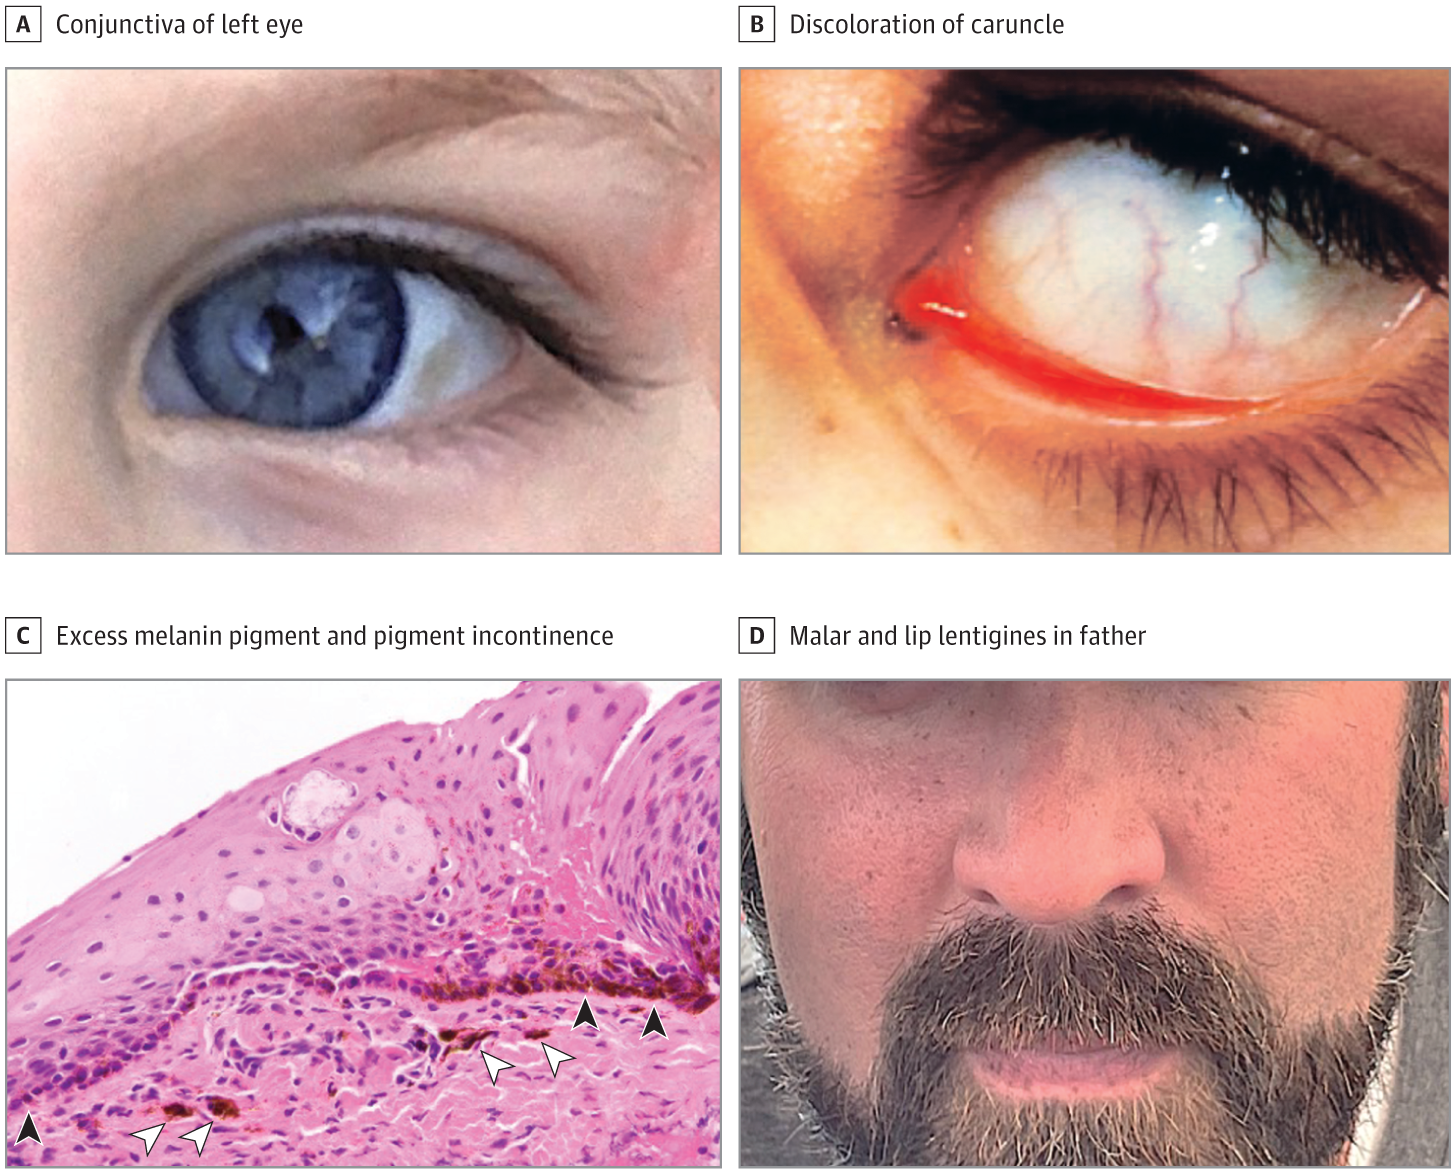 A Conjunctiva of left eye
B Discoloration of caruncle
C Excess melanin pigment and pigment incontinence
D Malar and lip lentigines in father